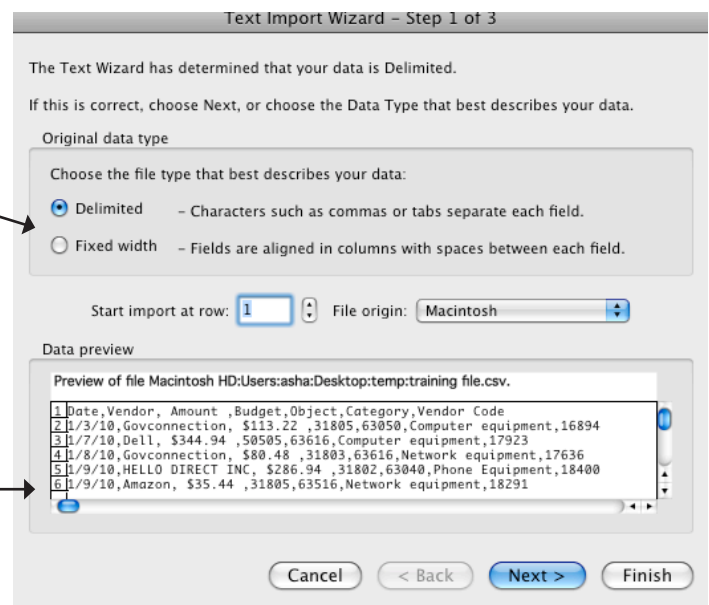 Text Import Wizard – Step 1 of 3
The Text Wizard has determined that your data is Delimited.
If this is correct, choose Next, or choose the Data Type that best describes your data.
Original data type
Choose the file type that best describes your data:
Delimited – Characters such as commas or tabs separate each field.
Fixed width – Fields are aligned in columns with spaces between each field.
Start import at row: 1 File origin: Macintosh
Data preview
Preview of file Macintosh HD:Users:asha:Desktop:temp:training file.csv.
1 Date,Vendor, Amount ,Budget,Object,Category,Vendor Code
2 1/3/10,Govconnection, $113.22 ,31805,63050,Computer equipment,16894
3 1/7/10,Dell, $344.94 ,50505,63616,Computer equipment,17923
4 1/8/10,Govconnection, $80.48 ,31803,63616,Network equipment,17636
5 1/9/10,HELLO DIRECT INC, $286.94 ,31802,63040,Phone Equipment,18400
6 1/9/10,Amazon, $35.44 ,31805,63516,Network equipment,18291
Cancel < Back Next > Finish